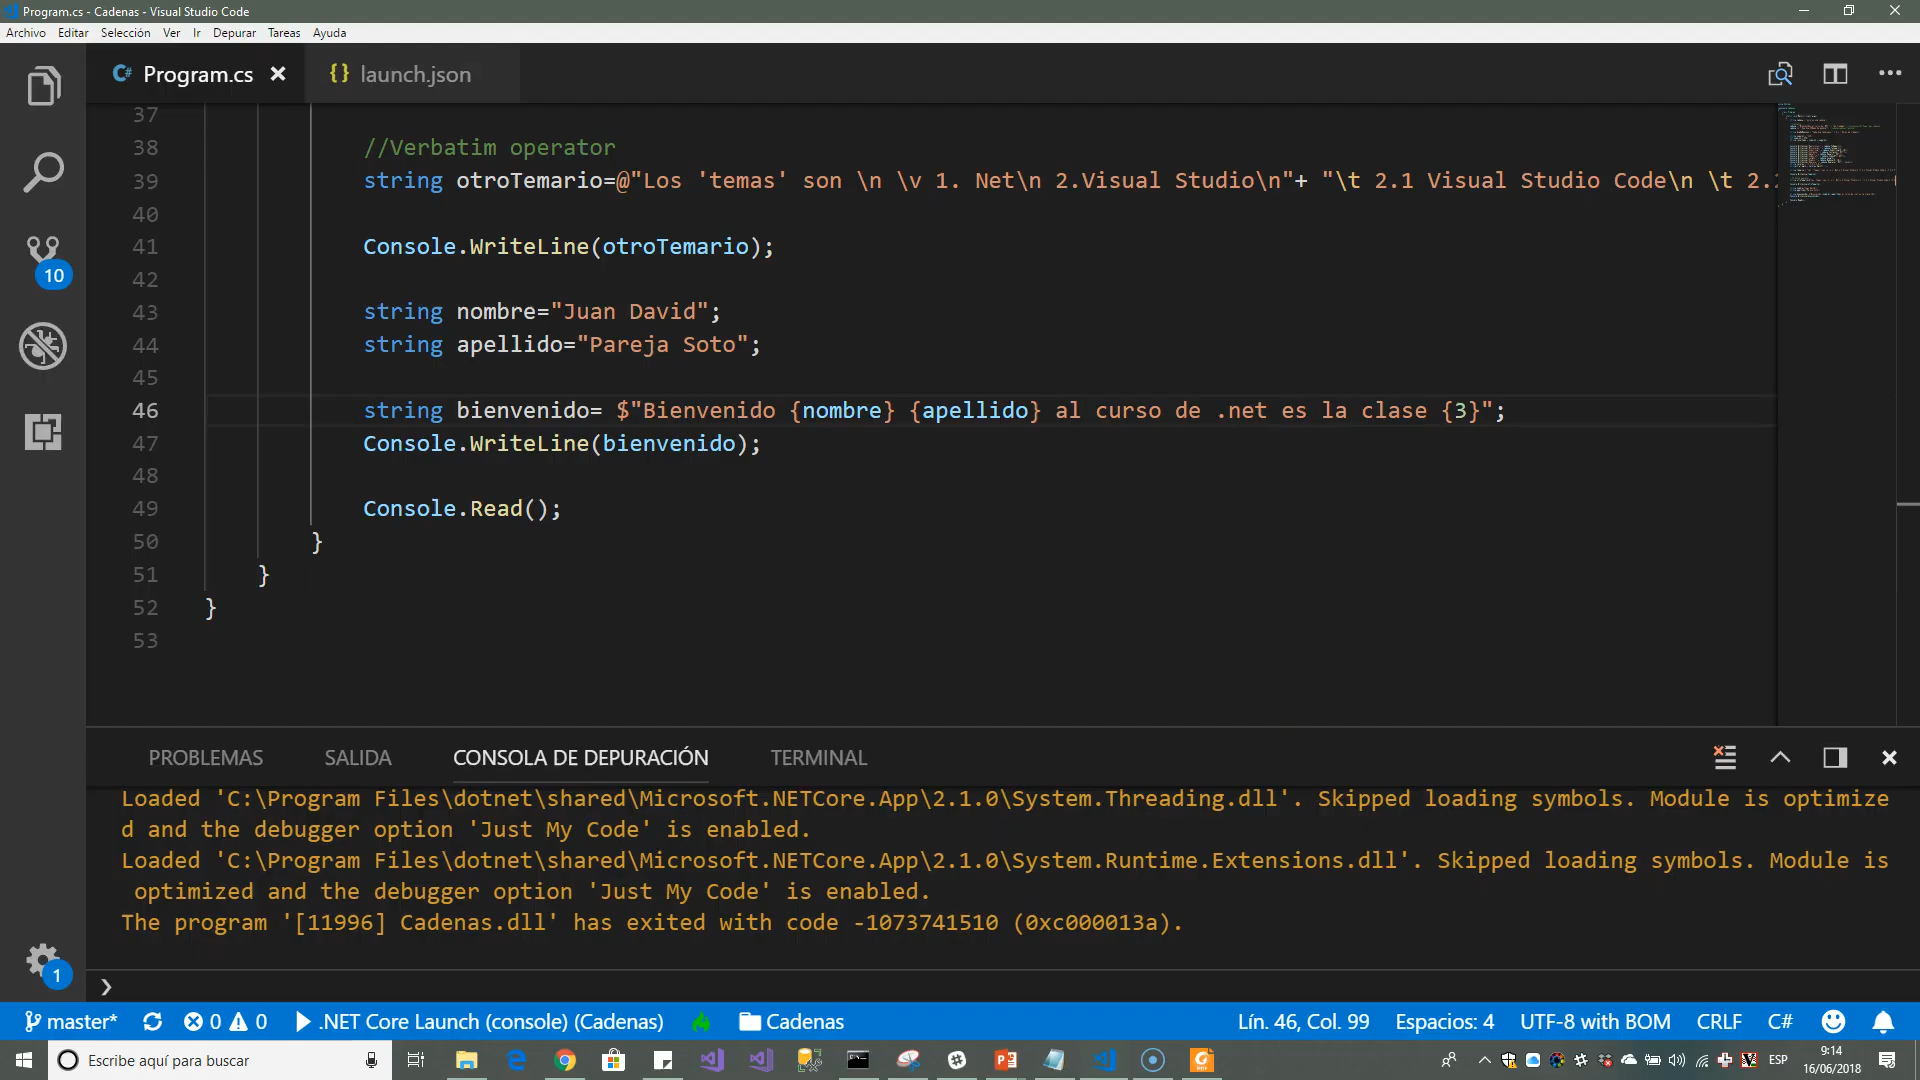 Program.cs - Cadenas - Visual Studio Code
Archivo Editar Selección Ver Ir Depurar Tareas Ayuda
Program.cs launch.json
37
38 //Verbatim operator
39 string otroTemario=@"Los 'temas' son \n \v 1. Net\n 2.Visual Studio\n"+ "\t 2.1 Visual Studio Code\n \t 2.
40
41 Console.WriteLine(otroTemario);
42
43 string nombre="Juan David";
44 string apellido="Pareja Soto";
45
46 string bienvenido= $"Bienvenido {nombre} {apellido} al curso de .net es la clase {3}";
47 Console.WriteLine(bienvenido);
48
49 Console.Read();
50 }
51 }
52 }
53
10
1
PROBLEMAS SALIDA CONSOLA DE DEPURACIÓN TERMINAL
Loaded 'C:\Program Files\dotnet\shared\Microsoft.NETCore.App\2.1.0\System.Threading.dll'. Skipped loading symbols. Module is optimize
d and the debugger option 'Just My Code' is enabled.
Loaded 'C:\Program Files\dotnet\shared\Microsoft.NETCore.App\2.1.0\System.Runtime.Extensions.dll'. Skipped loading symbols. Module is
optimized and the debugger option 'Just My Code' is enabled.
The program '[11996] Cadenas.dll' has exited with code -1073741510 (0xc000013a).
master* 0 0 .NET Core Launch (console) (Cadenas) Cadenas Lín. 46, Col. 99 Espacios: 4 UTF-8 with BOM CRLF C#
Escribe aquí para buscar
ESP
9:14
16/06/2018